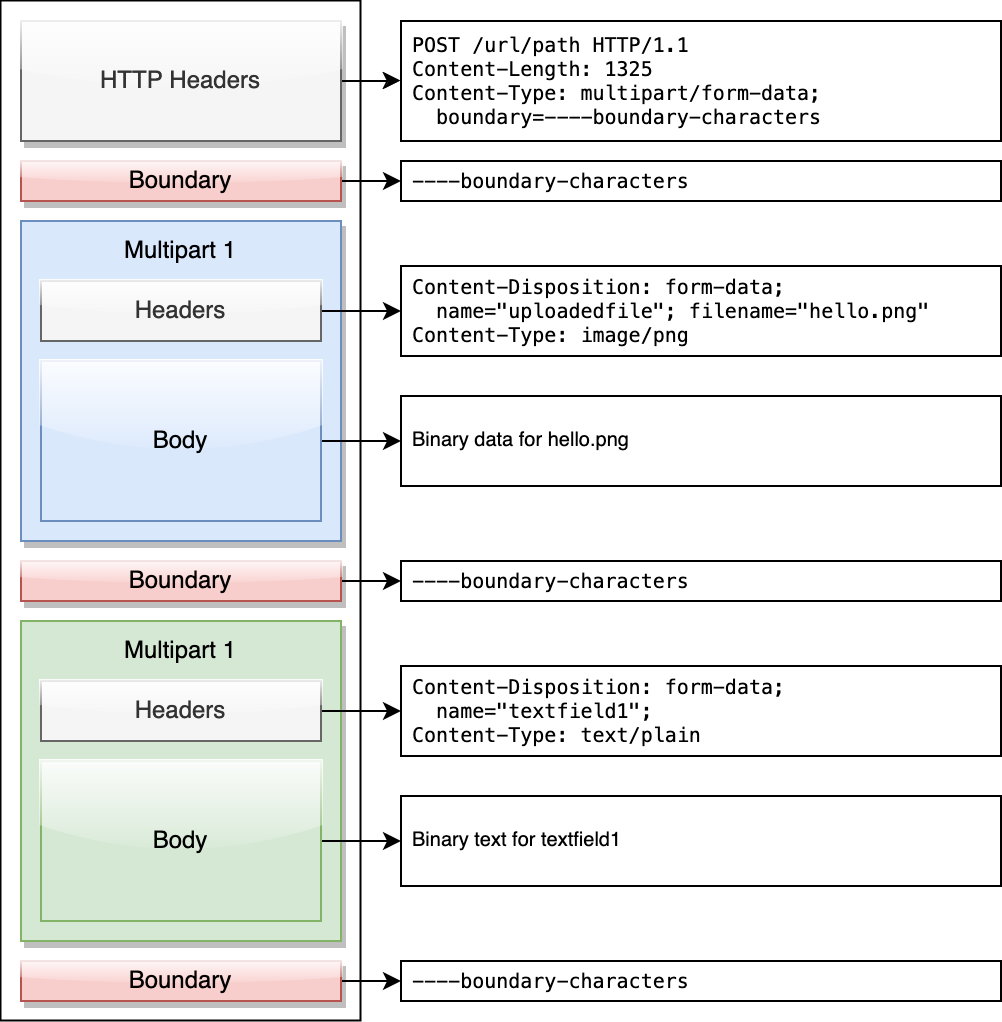 HTTP Headers
POST /url/path HTTP/1.1
Content-Length: 1325
Content-Type: multipart/form-data;
boundary=----boundary-characters
Boundary
----boundary-characters
Multipart 1
Headers
Content-Disposition: form-data;
name="uploadedfile"; filename="hello.png"
Content-Type: image/png
Body
Binary data for hello.png
Boundary
----boundary-characters
Multipart 1
Headers
Content-Disposition: form-data;
name="textfield1";
Content-Type: text/plain
Body
Binary text for textfield1
Boundary
----boundary-characters